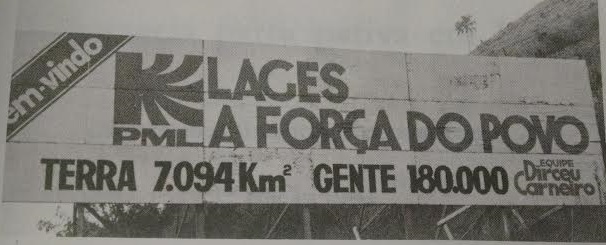 em-vindo
LAGES
PML A FORÇA DO POVO
TERRA 7.094 Km² GENTE 180.000 EQUIPE Dirceu Carneiro